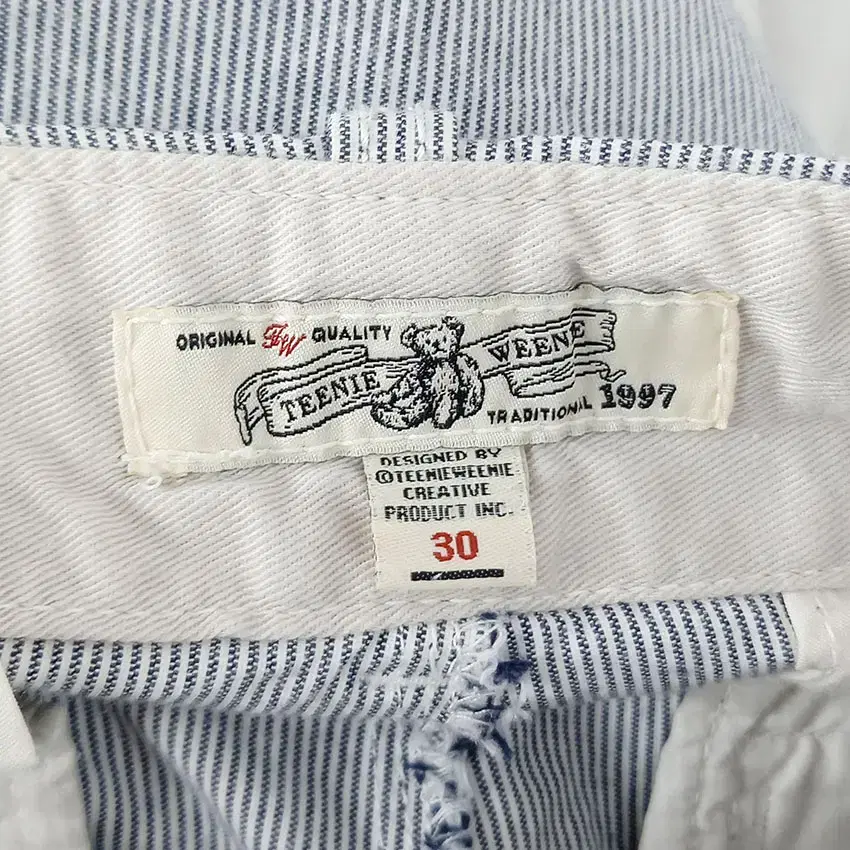 ORIGINAL TW QUALITY
TEENIE WEENIE
TRADITIONAL 1997
DESIGNED BY
©TEENIEWEENIE
CREATIVE
PRODUCT INC.
30